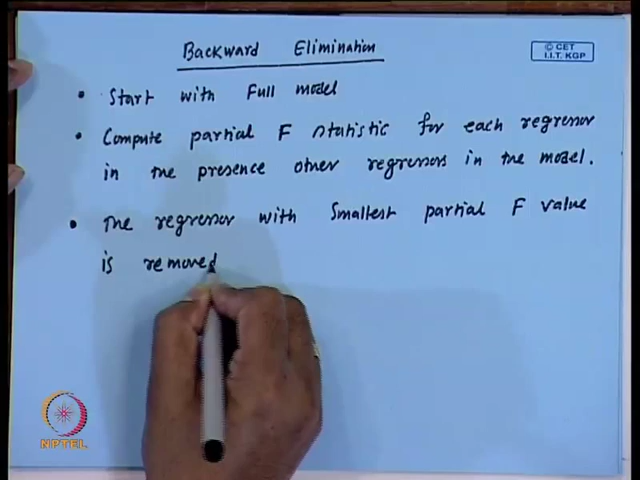 Backward Elimination
© CET
I.I.T. KGP
• Start with Full model
• Compute partial F statistic for each regressor
in the presence other regressors in the model.
• The regressor with Smallest partial F value
is removed
NPTEL